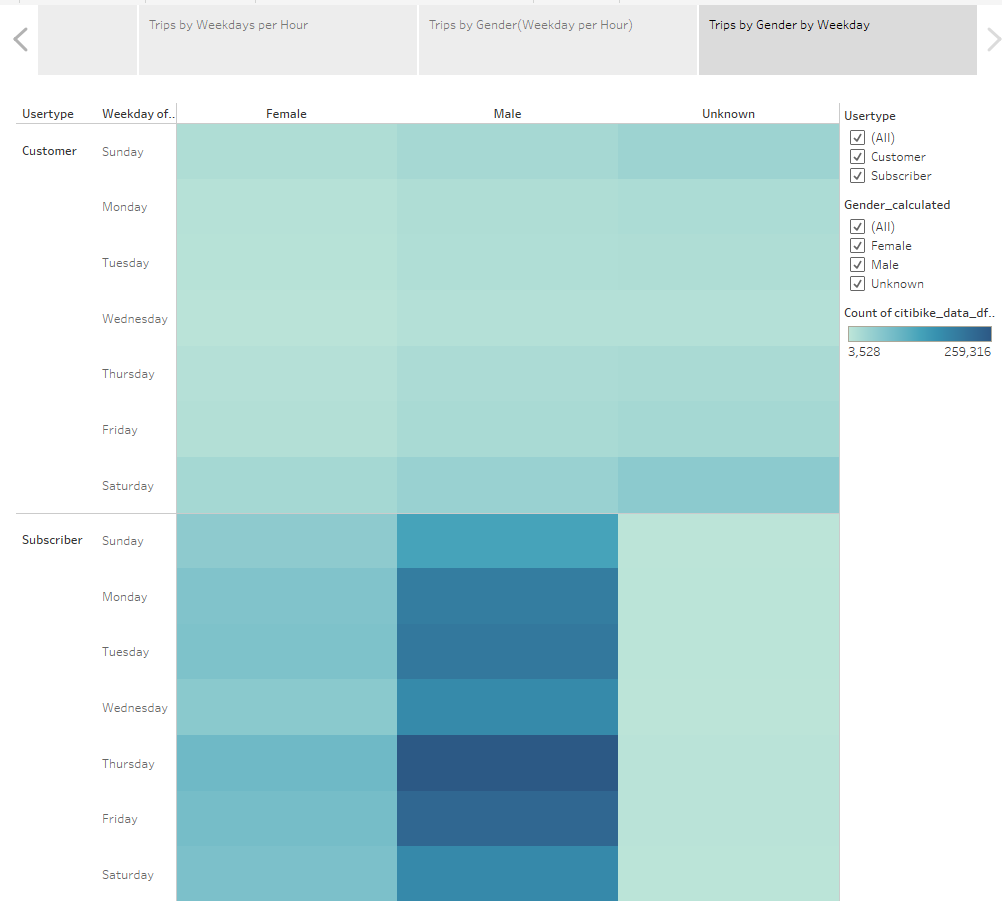 Trips by Weekdays per Hour
Trips by Gender(Weekday per Hour)
Trips by Gender by Weekday
Usertype
Weekday of..
Female
Male
Unknown
Customer
Sunday
Monday
Tuesday
Wednesday
Thursday
Friday
Saturday
Subscriber
Sunday
Monday
Tuesday
Wednesday
Thursday
Friday
Saturday
Usertype
(All)
Customer
Subscriber
Gender_calculated
(All)
Female
Male
Unknown
Count of citibike_data_df..
3,528 259,316